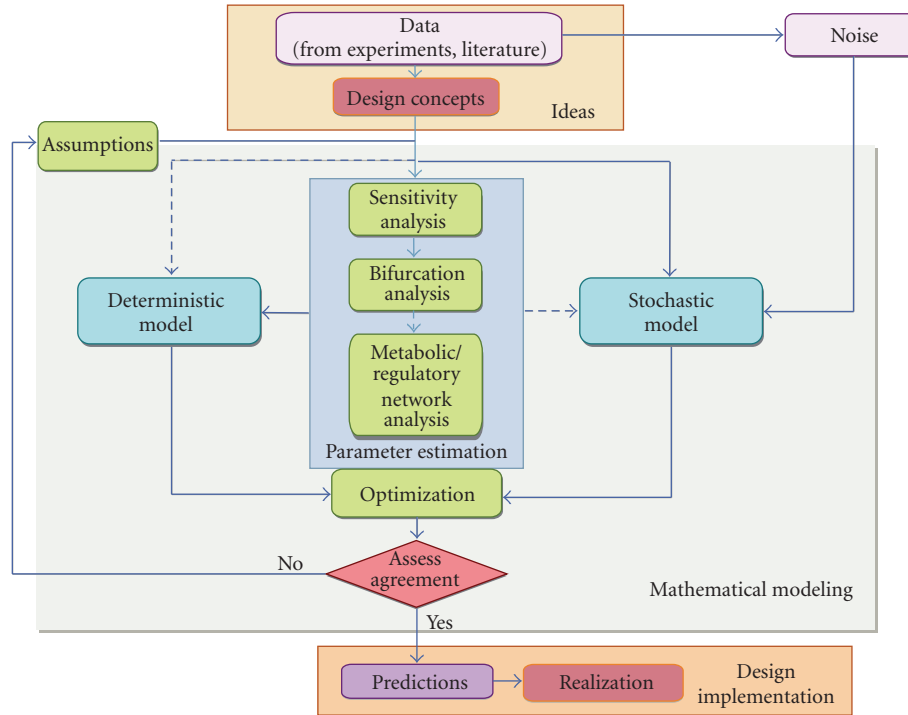 Data
(from experiments, literature)
Noise
Design concepts
Ideas
Assumptions
Sensitivity
analysis
Bifurcation
analysis
Deterministic
model
Stochastic
model
Metabolic/
regulatory
network
analysis
Parameter estimation
Optimization
Assess
agreement
No
Yes
Mathematical modeling
Predictions
Realization
Design
implementation